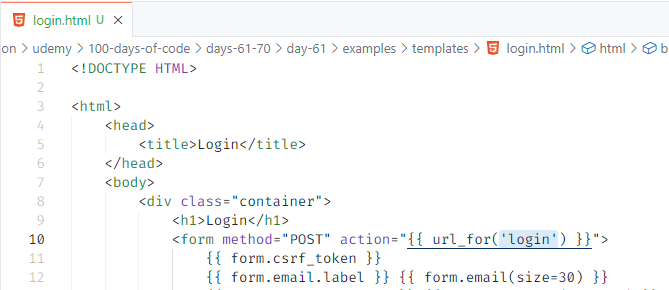 login.html U
on > udemy > 100-days-of-code > days-61-70 > day-61 > examples > templates > login.html > html > b
1 <!DOCTYPE HTML>
2
3 <html>
4 <head>
5 <title>Login</title>
6 </head>
7 <body>
8 <div class="container">
9 <h1>Login</h1>
10 <form method="POST" action="{{ url_for('login') }}">
11 {{ form.csrf_token }}
12 {{ form.email.label }} {{ form.email(size=30) }}